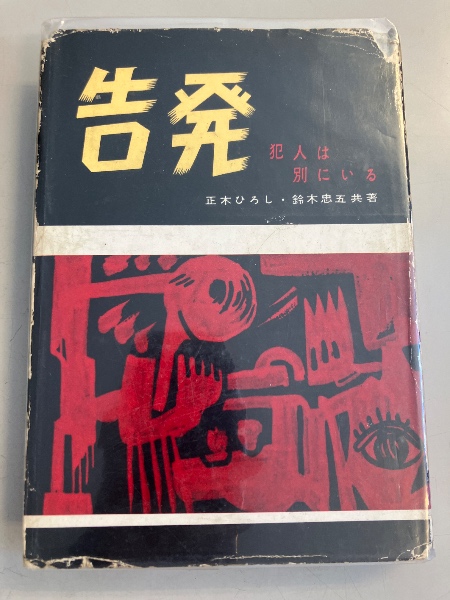 告発
犯人は
別にいる
正木ひろし・鈴木忠五共著